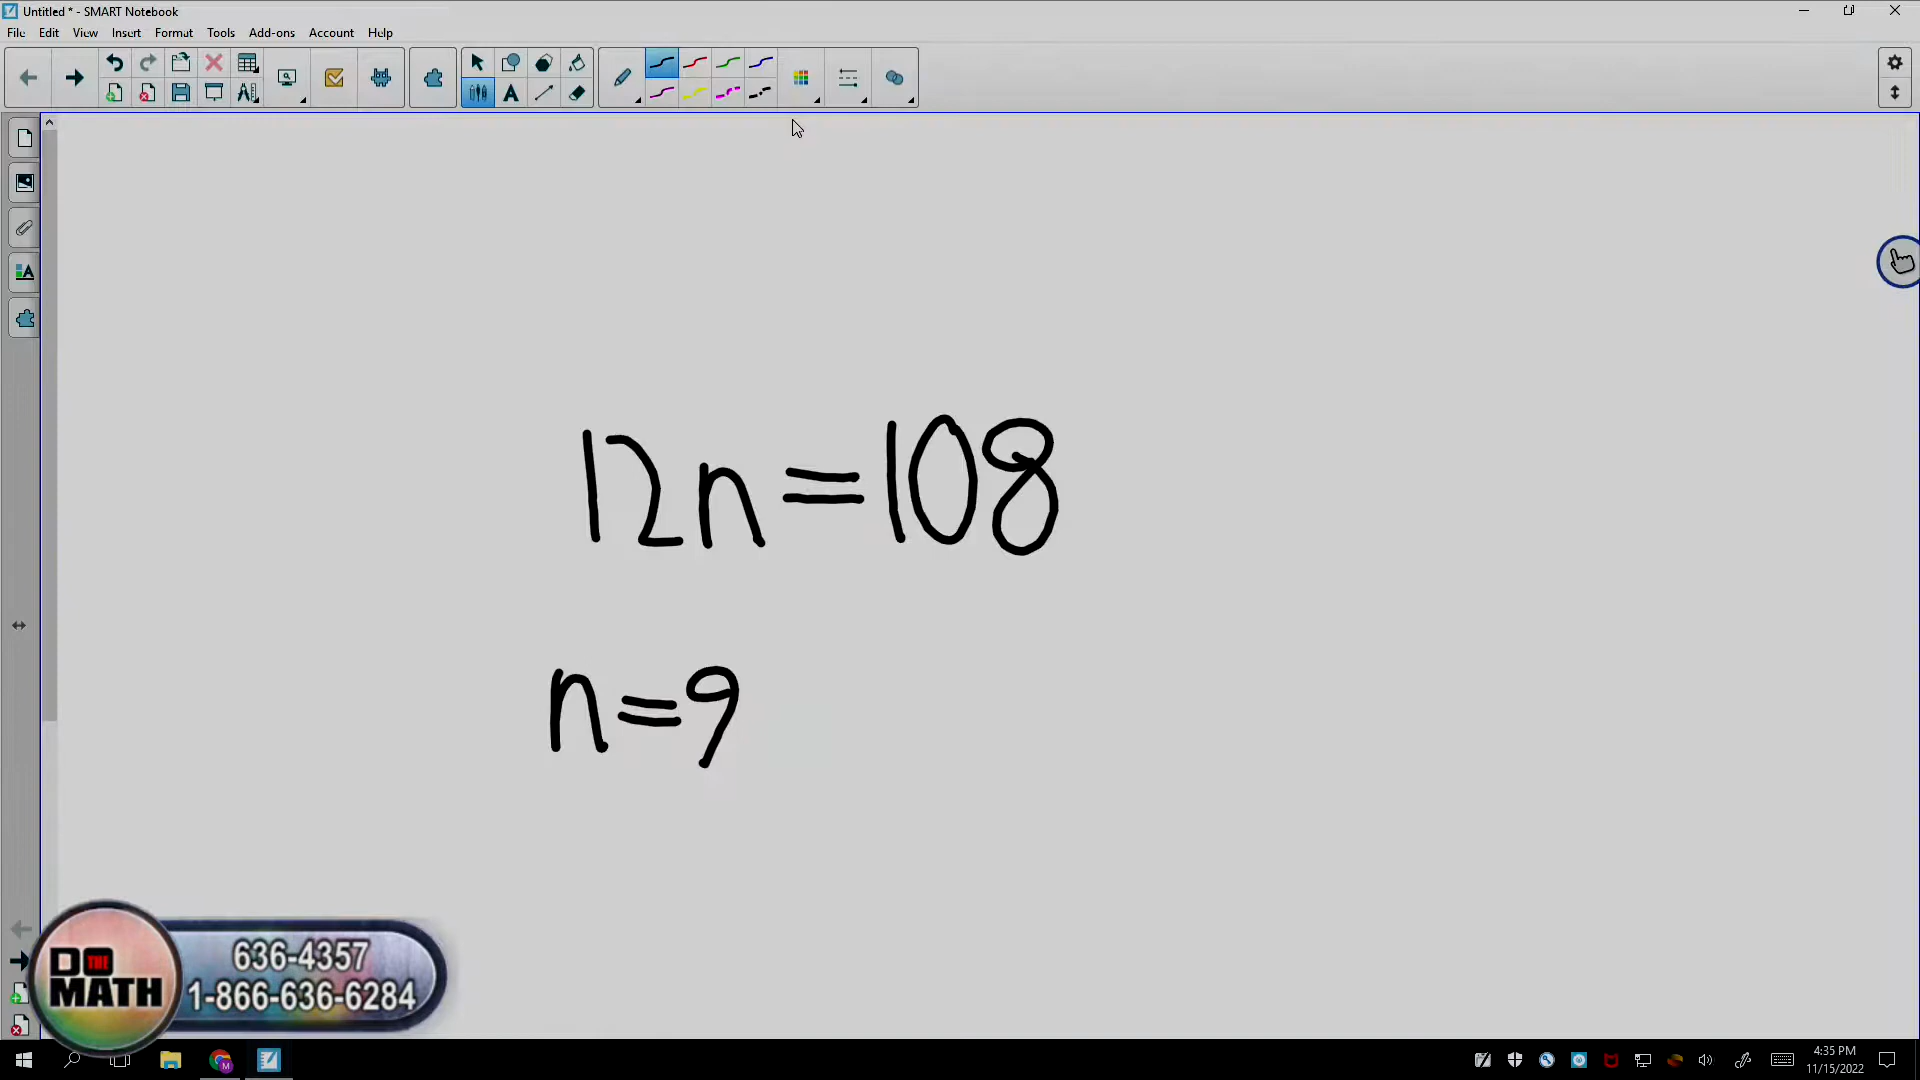 Untitled * - SMART Notebook
File Edit View Insert Format Tools Add-ons Account Help
12n=108
n=9
DO THE MATH
636-4357
1-866-636-6284
4:35 PM
11/15/2022